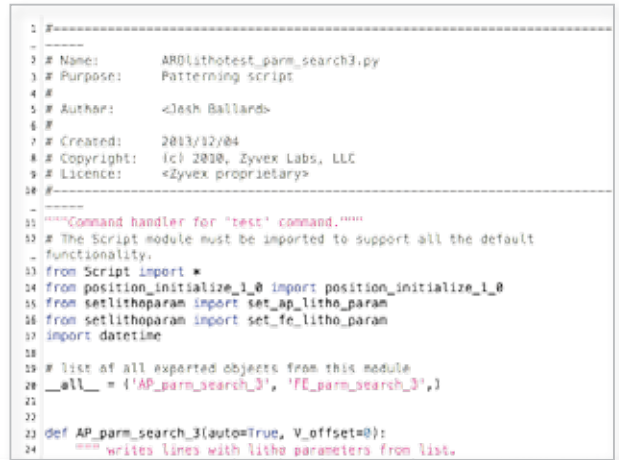 1 #----------------------------------------------------------------------
- -----
2 # Name:        ARDlithotest_parm_search3.py
3 # Purpose:     Patterning script
4 #
5 # Author:      <Josh Ballard>
6 #
7 # Created:     2013/12/04
8 # Copyright:   (c) 2010, Zyvex Labs, LLC
9 # Licence:     <Zyvex proprietary>
10 #----------------------------------------------------------------------
- -----
11 """Command handler for 'test' command."""
12 # The Script module must be imported to support all the default
- functionality.
13 from Script import *
14 from position_initialize_1_0 import position_initialize_1_0
15 from setlithoparam import set_ap_litho_param
16 from setlithoparam import set_fe_litho_param
17 import datetime
18
19 # list of all exported objects from this module
20 __all__ = ('AP_parm_search_3', 'FE_parm_search_3',)
21
22
23 def AP_parm_search_3(auto=True, V_offset=0):
24     """ writes lines with litho parameters from list.